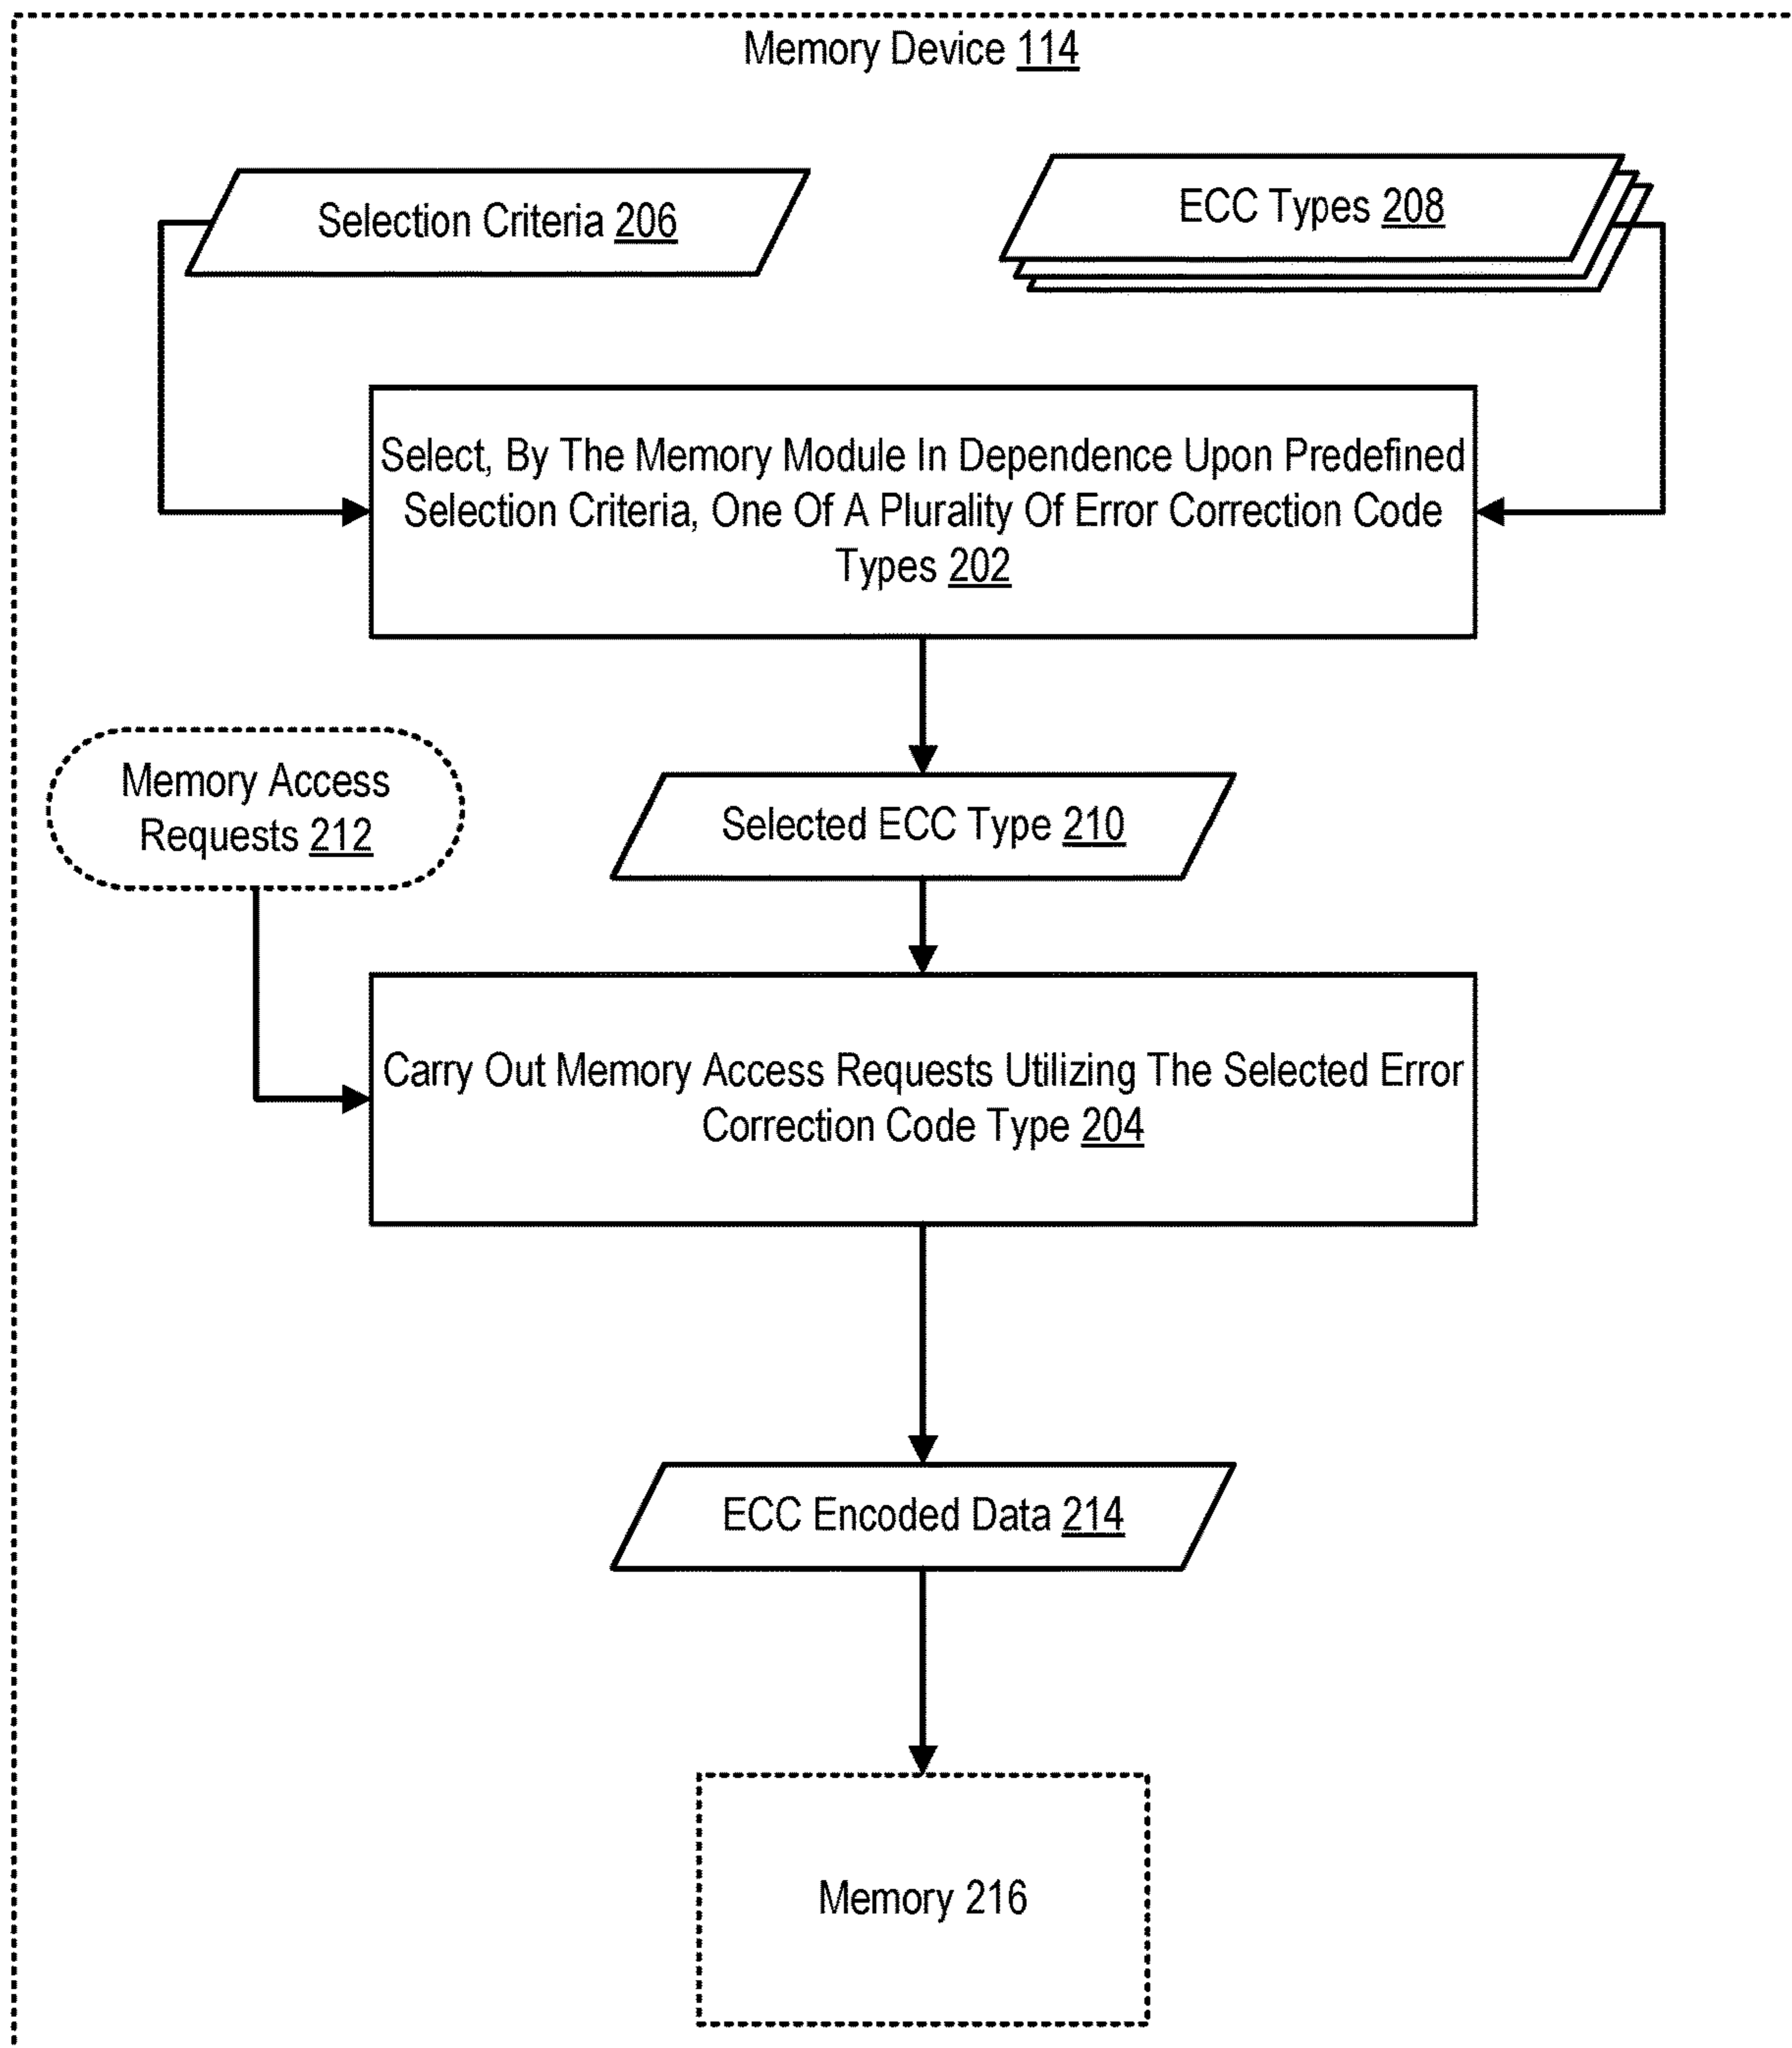 Memory Device 114
Selection Criteria 206
ECC Types 208
Select, By The Memory Module In Dependence Upon Predefined
Selection Criteria, One Of A Plurality Of Error Correction Code
Types 202
Memory Access
Requests 212
Selected ECC Type 210
Carry Out Memory Access Requests Utilizing The Selected Error
Correction Code Type 204
ECC Encoded Data 214
Memory 216